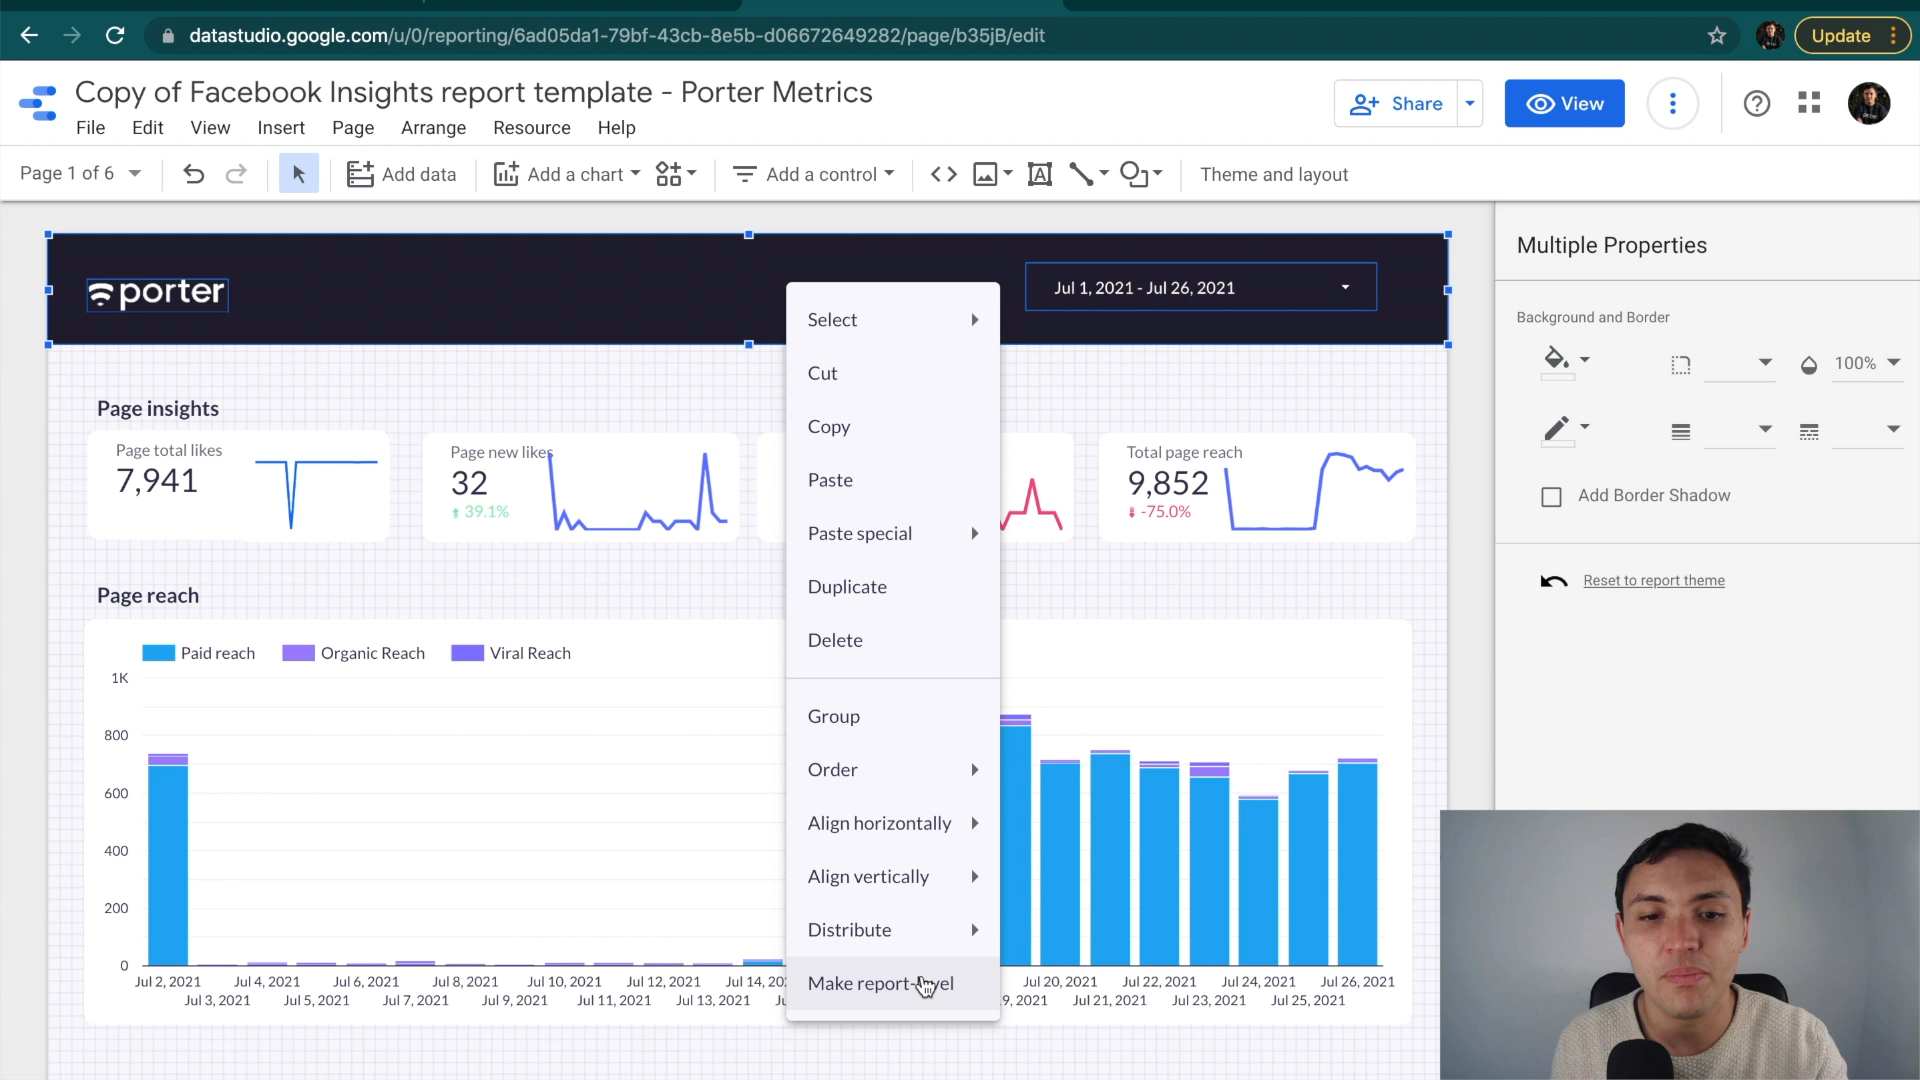 datastudio.google.com/u/0/reporting/6ad05da1-79bf-43cb-8e5b-d06672649282/page/b35jB/edit
Update
Copy of Facebook Insights report template - Porter Metrics
File Edit View Insert Page Arrange Resource Help
Share
View
Page 1 of 6
Add data
Add a chart
Add a control
Theme and layout
porter
Jul 1, 2021 - Jul 26, 2021
Page insights
Page total likes
7,941
Page new likes
32
39.1%
Total page reach
9,852
-75.0%
Page reach
Paid reach Organic Reach Viral Reach
1K
800
600
400
200
0
Jul 2, 2021 Jul 4, 2021 Jul 6, 2021 Jul 8, 2021 Jul 10, 2021 Jul 12, 2021 Jul 14, 20 Jul 20, 2021 Jul 22, 2021 Jul 24, 2021 Jul 26, 2021
Jul 3, 2021 Jul 5, 2021 Jul 7, 2021 Jul 9, 2021 Jul 11, 2021 Jul 13, 2021 9, 2021 Jul 21, 2021 Jul 23, 2021 Jul 25, 2021
Select
Cut
Copy
Paste
Paste special
Duplicate
Delete
Group
Order
Align horizontally
Align vertically
Distribute
Make report-
Multiple Properties
Background and Border
100%
Add Border Shadow
Reset to report theme